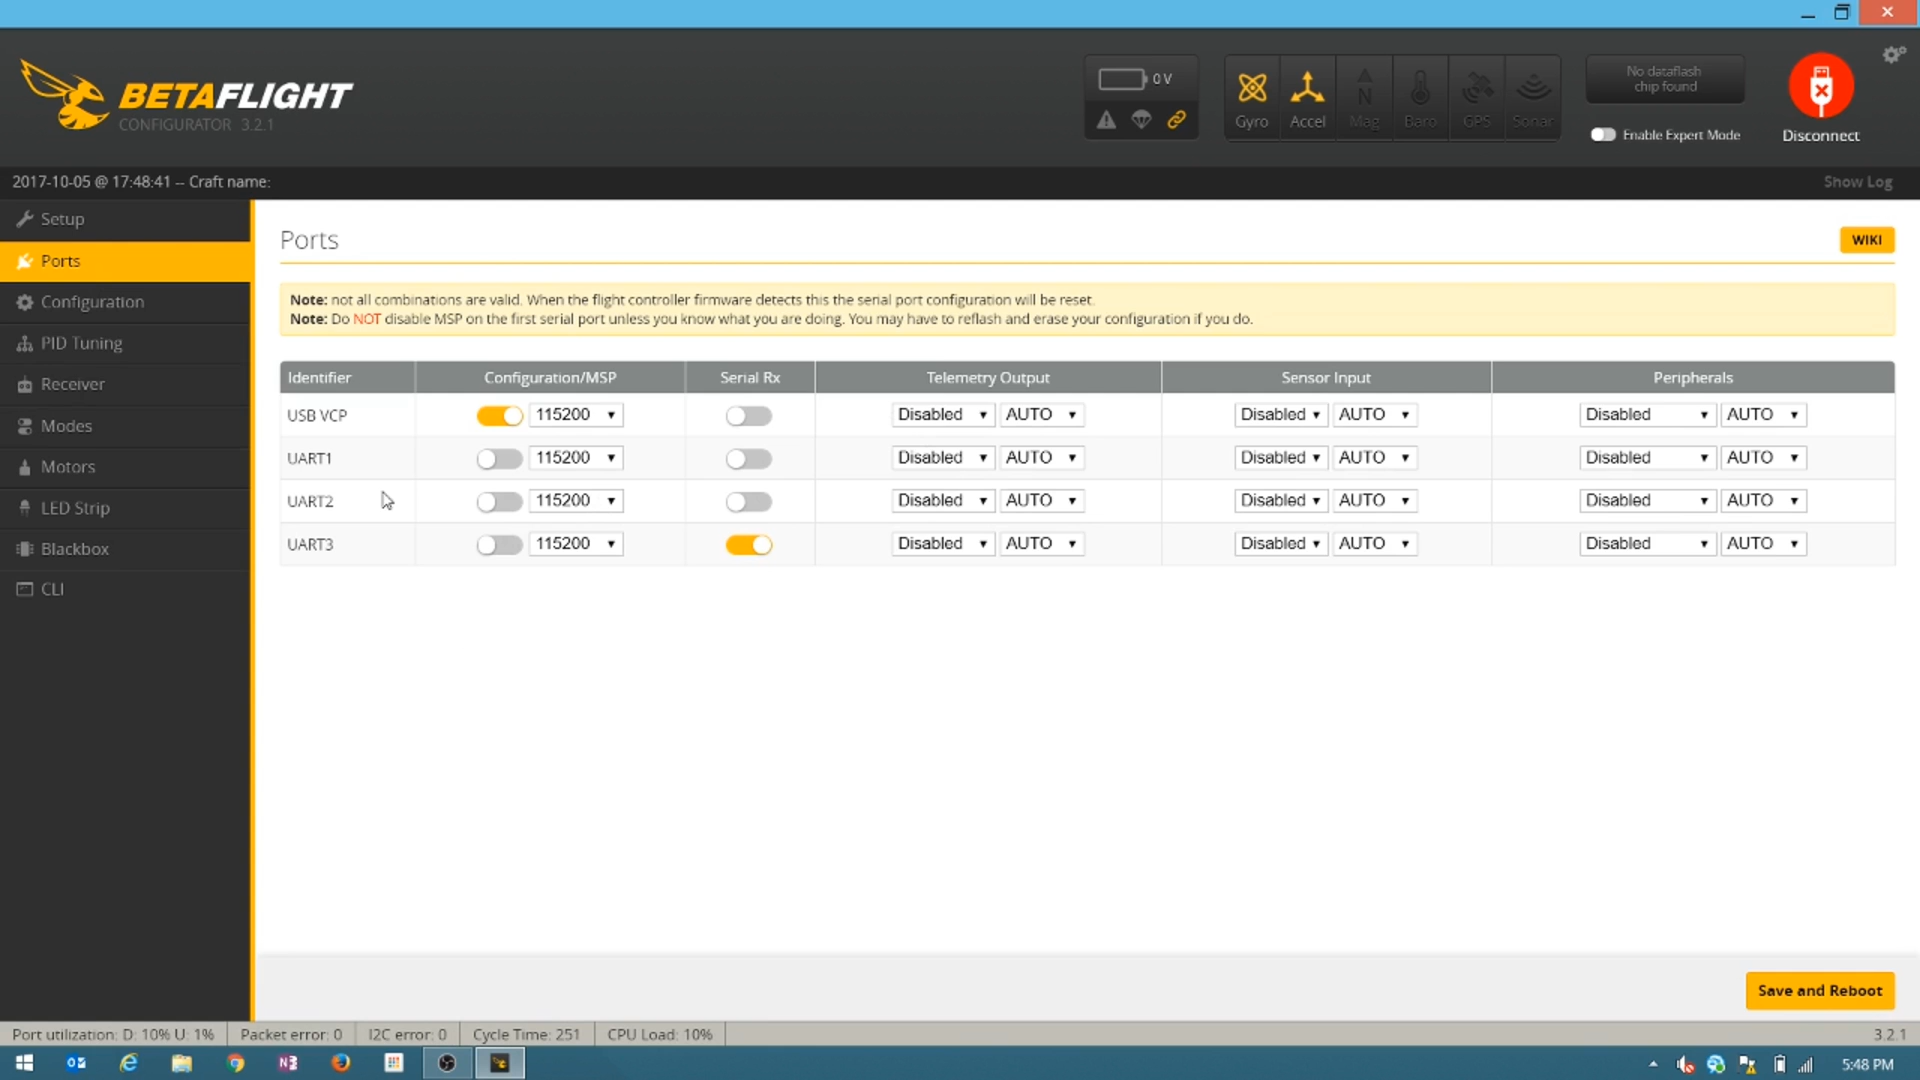 0 V
No dataflash
chip found
BETAFLIGHT
CONFIGURATOR 3.2.1
Gyro Accel Mag Baro GPS Sonar
Enable Expert Mode
Disconnect
2017-10-05 @ 17:48:41 -- Craft name:
Show Log
Setup
Ports
Configuration
PID Tuning
Receiver
Modes
Motors
LED Strip
Blackbox
CLI
Ports
WIKI
Note: not all combinations are valid. When the flight controller firmware detects this the serial port configuration will be reset.
Note: Do NOT disable MSP on the first serial port unless you know what you are doing. You may have to reflash and erase your configuration if you do.
Identifier Configuration/MSP Serial Rx Telemetry Output Sensor Input Peripherals
USB VCP 115200 Disabled AUTO Disabled AUTO Disabled AUTO
UART1 115200 Disabled AUTO Disabled AUTO Disabled AUTO
UART2 115200 Disabled AUTO Disabled AUTO Disabled AUTO
UART3 115200 Disabled AUTO Disabled AUTO Disabled AUTO
Save and Reboot
Port utilization: D: 10% U: 1% Packet error: 0 I2C error: 0 Cycle Time: 251 CPU Load: 10% 3.2.1
5:48 PM